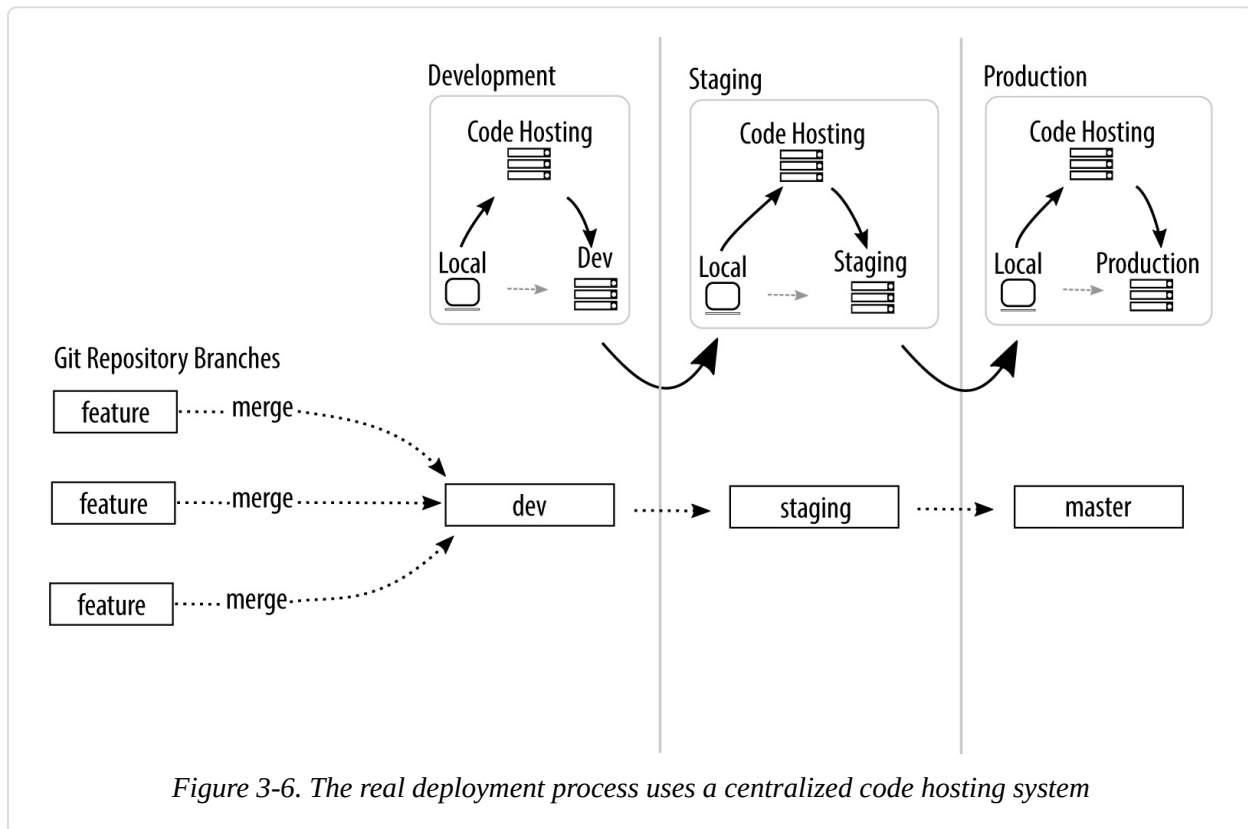 Development
Staging
Production
Code Hosting
Code Hosting
Code Hosting
Local
Dev
Local
Staging
Local
Production
Git Repository Branches
feature
merge
feature
merge
dev
staging
master
feature
merge
Figure 3-6. The real deployment process uses a centralized code hosting system